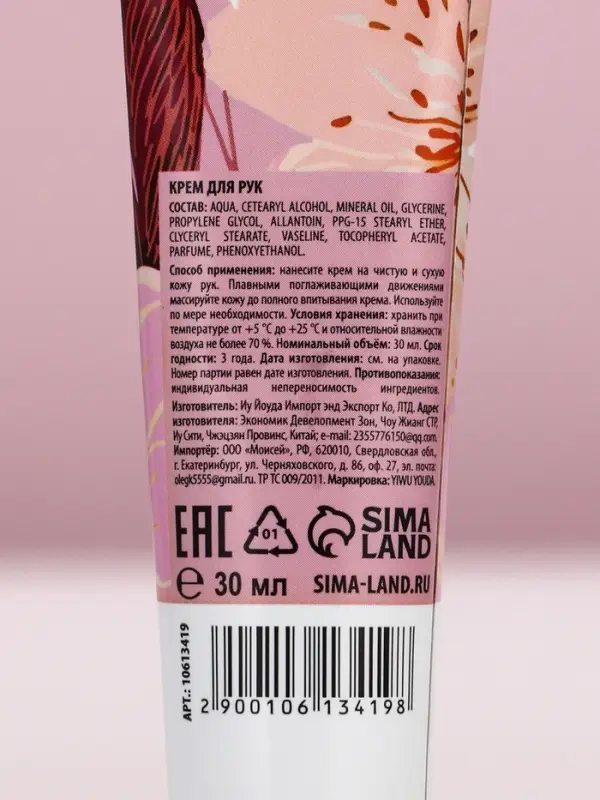 КРЕМ ДЛЯ РУК
СОСТАВ: AQUA, CETEARYL ALCOHOL, MINERAL OIL, GLYCERINE,
PROPYLENE GLYCOL, ALLANTOIN, PPG-15 STEARYL ETHER,
CLYCERYL STEARATE, VASELINE, TOCOPHERYL ACETATE,
PARFUME, PHENOXYETHANOL.
Способ применения: нанесите крем на чистую и сухую
кожу рук. Плавными поглаживающими движениями
массируйте кожу до полного впитывания крема. Используйте
по мере необходимости. Условия хранения: хранить при
температуре от +5 °С до +25 °С и относительной влажности
воздуха не более 70 %. Номинальный объём: 30 мл. Срок
годности: 3 года. Дата изготовления: см. на упаковке.
Номер партии равен дате изготовления. Противопоказания:
индивидуальная непереносимость ингредиентов.
Изготовитель: Иу Йоуда Импорт энд Экспорт Ко, ЛТД. Адрес
изготовителя: Экономик Девелопмент Зон, Чоу Жианг СТР,
Иу Сити, Чжэцзян Провинс, Китай; e-mail: 2355776150@qq.com.
Импортёр: ООО «Моисей», РФ, 620010, Свердловская обл.,
г. Екатеринбург, ул. Черняховского, д. 86, оф. 27, эл. почта:
olegk5555@gmail.ru. ТР ТС 009/2011. Маркировка: YIWU YOUDA.
EAC 01 SIMA
LAND
e 30 мл SIMA-LAND.RU
АРТ.: 10613419
2 900106 134198